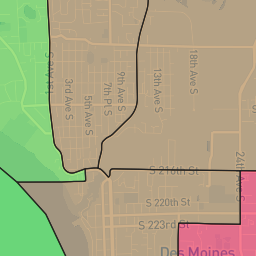 1st Ave S
3rd Ave S
5th Ave S
7th Pl S
9th Ave S
13th Ave S
18th Ave S
24th Ave S
S 216th St
S 220th St
S 223rd St
Des Moines